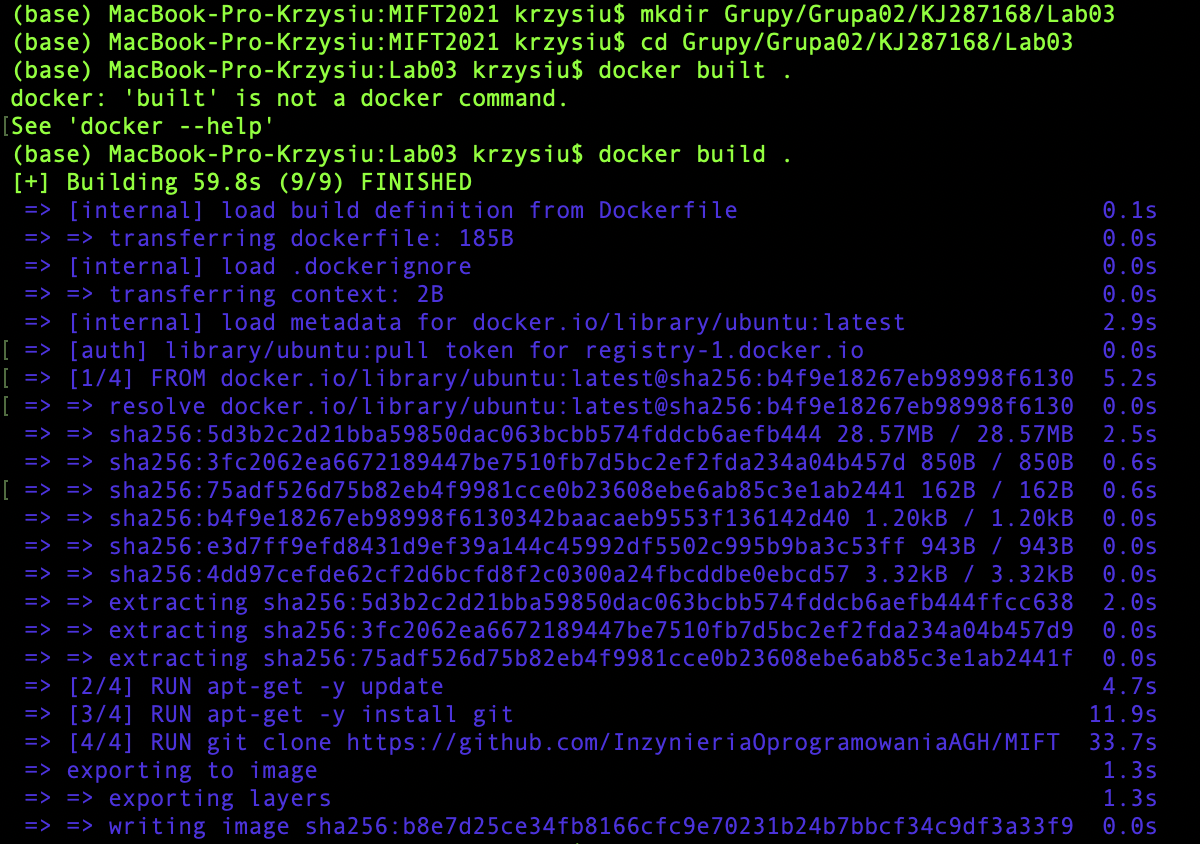 (base) MacBook-Pro-Krzysiu:MIFT2021 krzysiu$ mkdir Grupy/Grupa02/KJ287168/Lab03
(base) MacBook-Pro-Krzysiu:MIFT2021 krzysiu$ cd Grupy/Grupa02/KJ287168/Lab03
(base) MacBook-Pro-Krzysiu:Lab03 krzysiu$ docker built .
docker: 'built' is not a docker command.
[See 'docker --help'
(base) MacBook-Pro-Krzysiu:Lab03 krzysiu$ docker build .
[+] Building 59.8s (9/9) FINISHED
=> [internal] load build definition from Dockerfile 0.1s
=> => transferring dockerfile: 185B 0.0s
=> [internal] load .dockerignore 0.0s
=> => transferring context: 2B 0.0s
=> [internal] load metadata for docker.io/library/ubuntu:latest 2.9s
[ => [auth] library/ubuntu:pull token for registry-1.docker.io 0.0s
[ => [1/4] FROM docker.io/library/ubuntu:latest@sha256:b4f9e18267eb98998f6130 5.2s
[ => => resolve docker.io/library/ubuntu:latest@sha256:b4f9e18267eb98998f6130 0.0s
=> => sha256:5d3b2c2d21bba59850dac063bcbb574fddcb6aefb444 28.57MB / 28.57MB 2.5s
=> => sha256:3fc2062ea6672189447be7510fb7d5bc2ef2fda234a04b457d 850B / 850B 0.6s
[ => => sha256:75adf526d75b82eb4f9981cce0b23608ebe6ab85c3e1ab2441 162B / 162B 0.6s
=> => sha256:b4f9e18267eb98998f6130342baacaeb9553f136142d40 1.20kB / 1.20kB 0.0s
=> => sha256:e3d7ff9efd8431d9ef39a144c45992df5502c995b9ba3c53ff 943B / 943B 0.0s
=> => sha256:4dd97cefde62cf2d6bcfd8f2c0300a24fbcddbe0ebcd57 3.32kB / 3.32kB 0.0s
=> => extracting sha256:5d3b2c2d21bba59850dac063bcbb574fddcb6aefb444ffcc638 2.0s
=> => extracting sha256:3fc2062ea6672189447be7510fb7d5bc2ef2fda234a04b457d9 0.0s
=> => extracting sha256:75adf526d75b82eb4f9981cce0b23608ebe6ab85c3e1ab2441f 0.0s
=> [2/4] RUN apt-get -y update 4.7s
=> [3/4] RUN apt-get -y install git 11.9s
=> [4/4] RUN git clone https://github.com/InzynieriaOprogramowaniaAGH/MIFT 33.7s
=> exporting to image 1.3s
=> => exporting layers 1.3s
=> => writing image sha256:b8e7d25ce34fb8166cfc9e70231b24b7bbcf34c9df3a33f9 0.0s